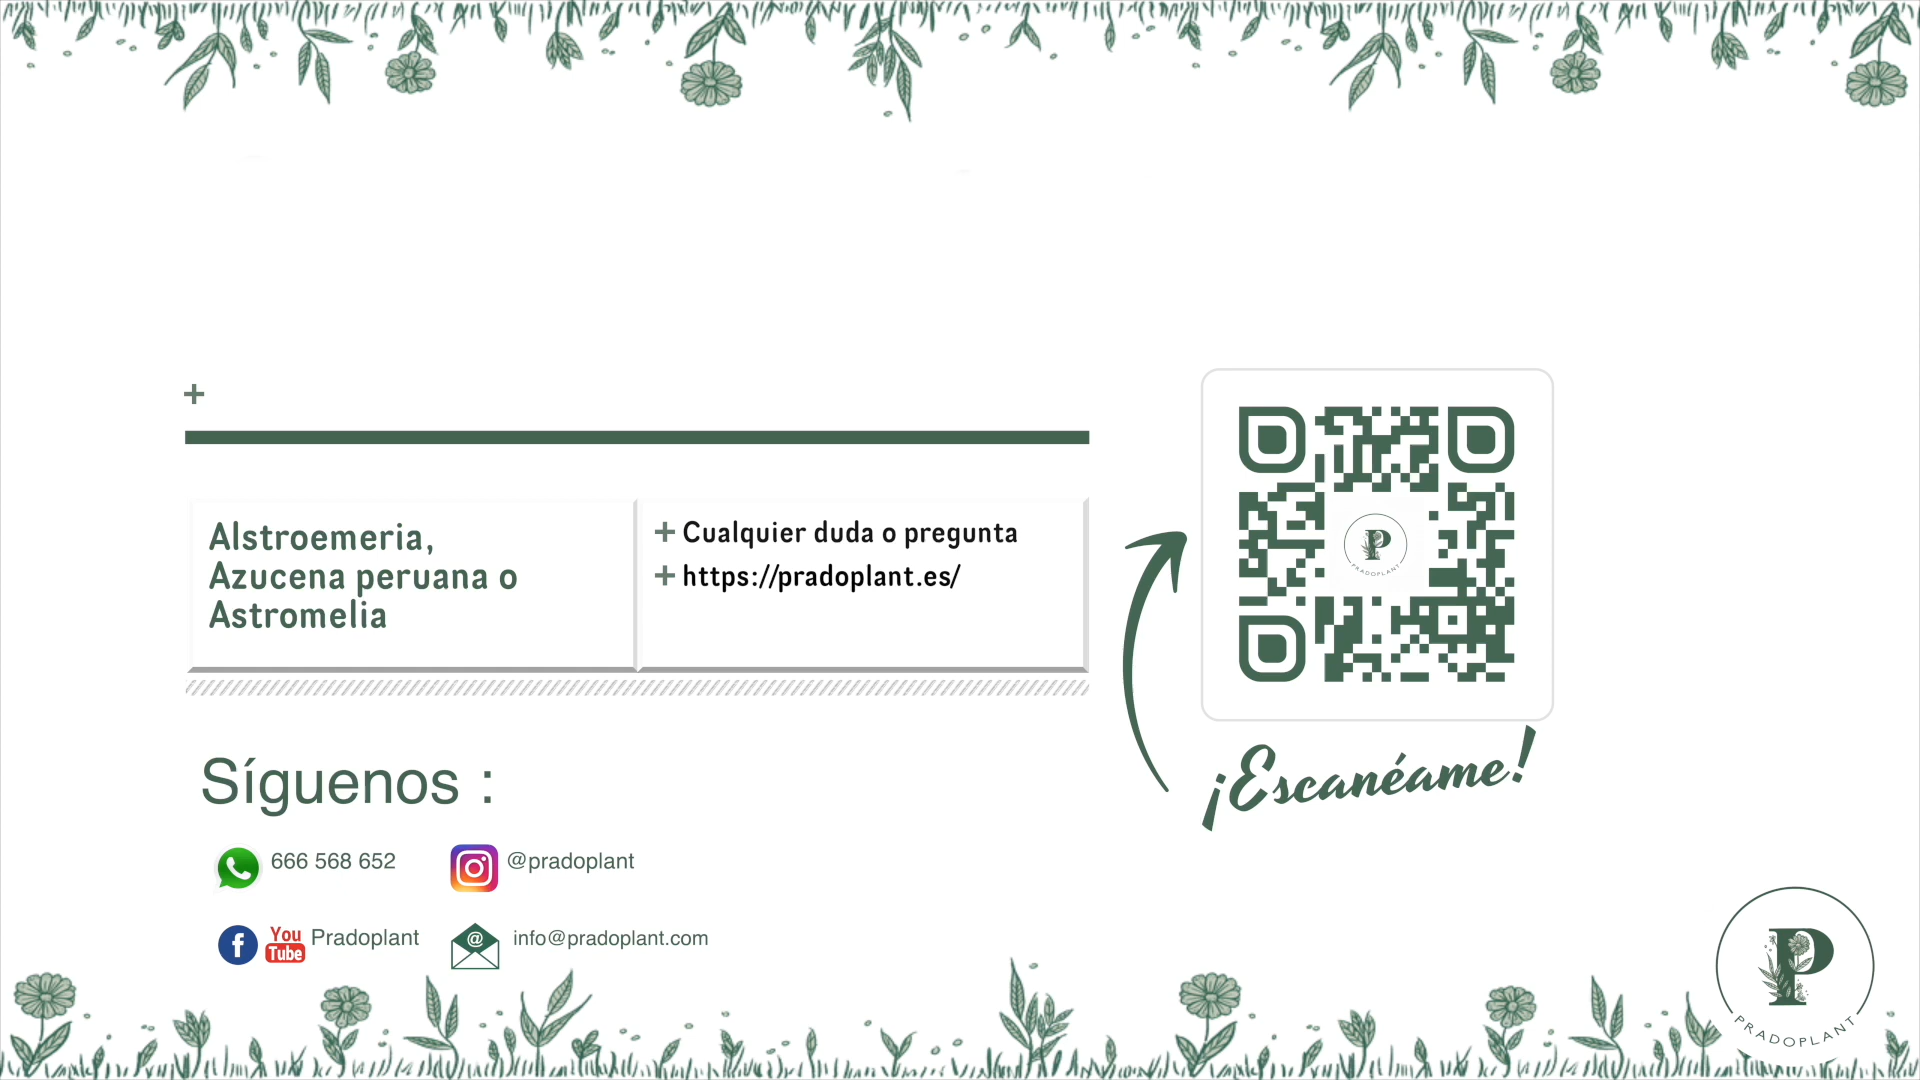 +
Alstroemeria,
Azucena peruana o
Astromelia
+ Cualquier duda o pregunta
+ https://pradoplant.es/
P
PRADOPLANT
¡Escanéame!
Síguenos :
666 568 652
@pradoplant
f
You
Tube
Pradoplant
@
info@pradoplant.com
P
PRADOPLANT